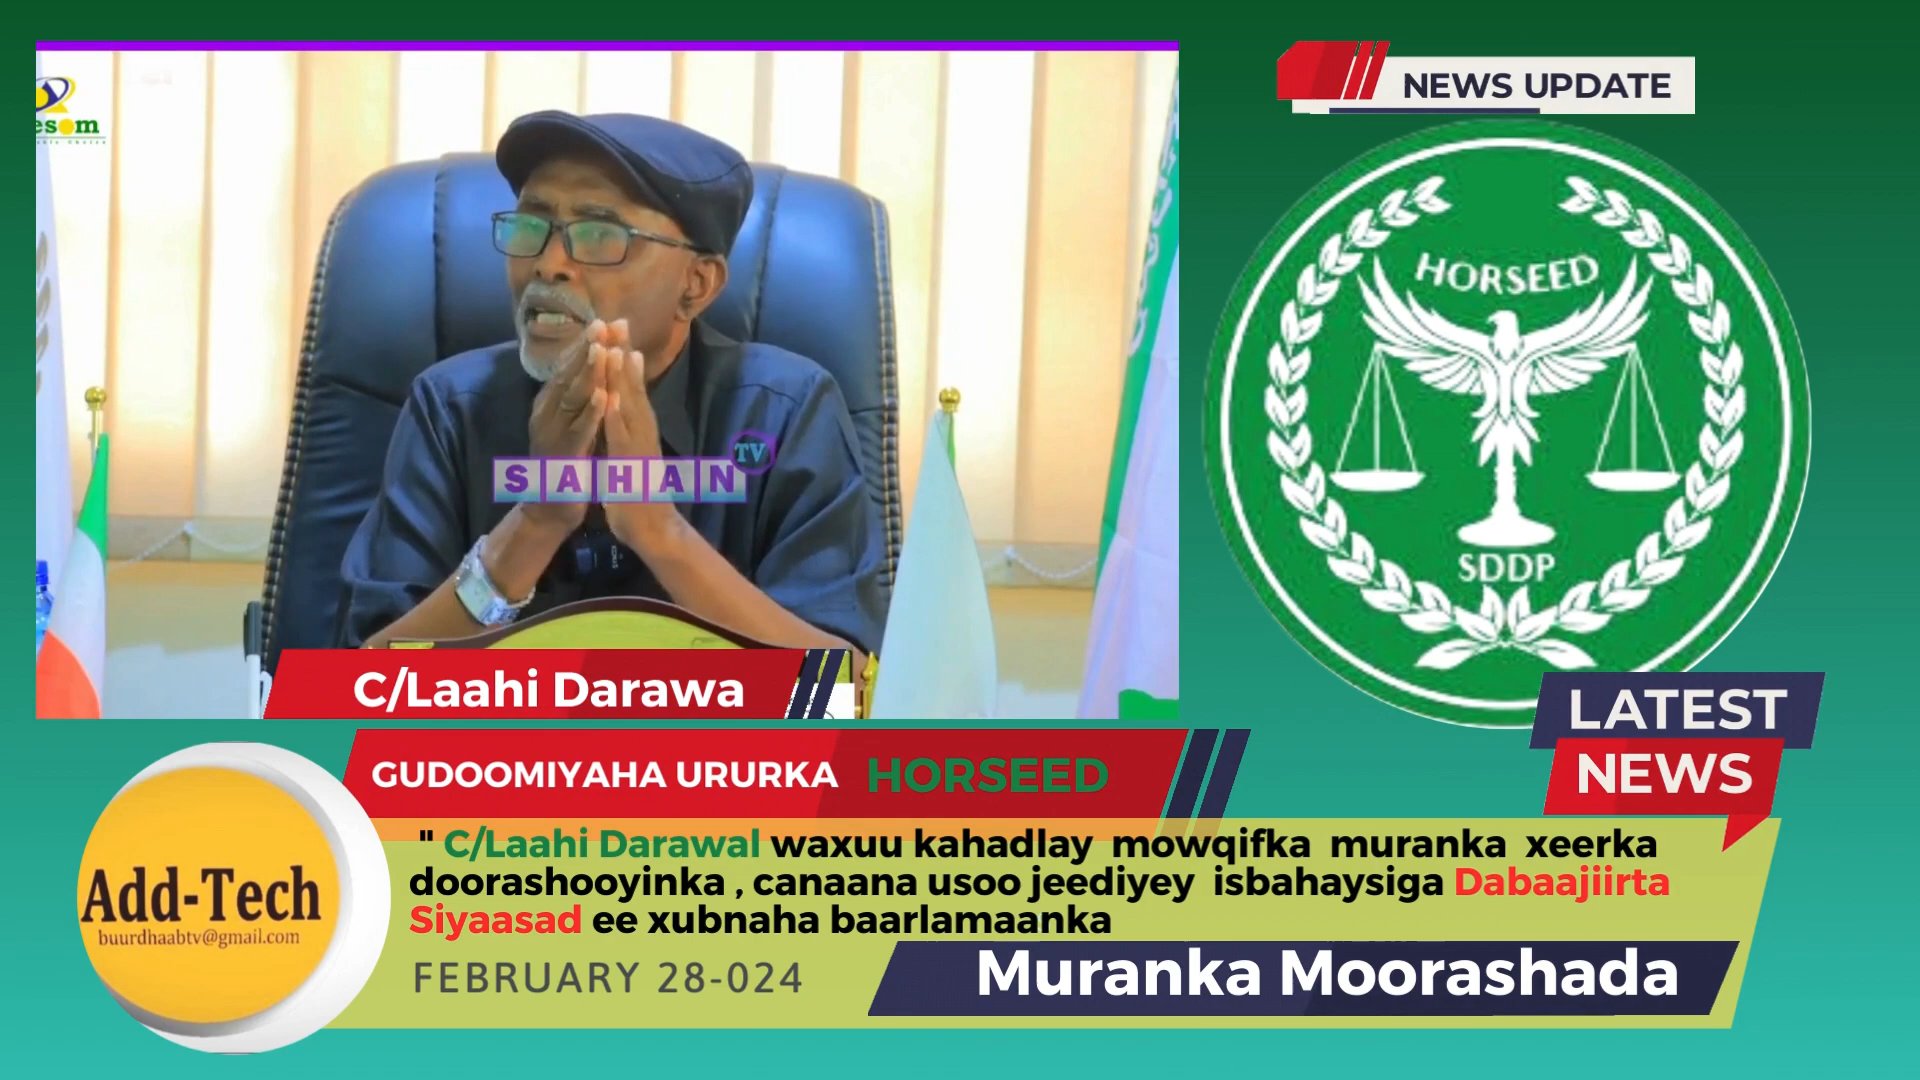 esom
NEWS UPDATE
HORSEED
SDDP
SAHAN TV
C/Laahi Darawa
LATEST
NEWS
GUDOOMIYAHA URURKA HORSEED
" C/Laahi Darawal waxuu kahadlay mowqifka muranka xeerka
doorashooyinka , canaana usoo jeediyey isbahaysiga Dabaajiirta
Siyaasad ee xubnaha baarlamaanka
Add-Tech
buurdhaabtv@gmail.com
FEBRUARY 28-024
Muranka Moorashada